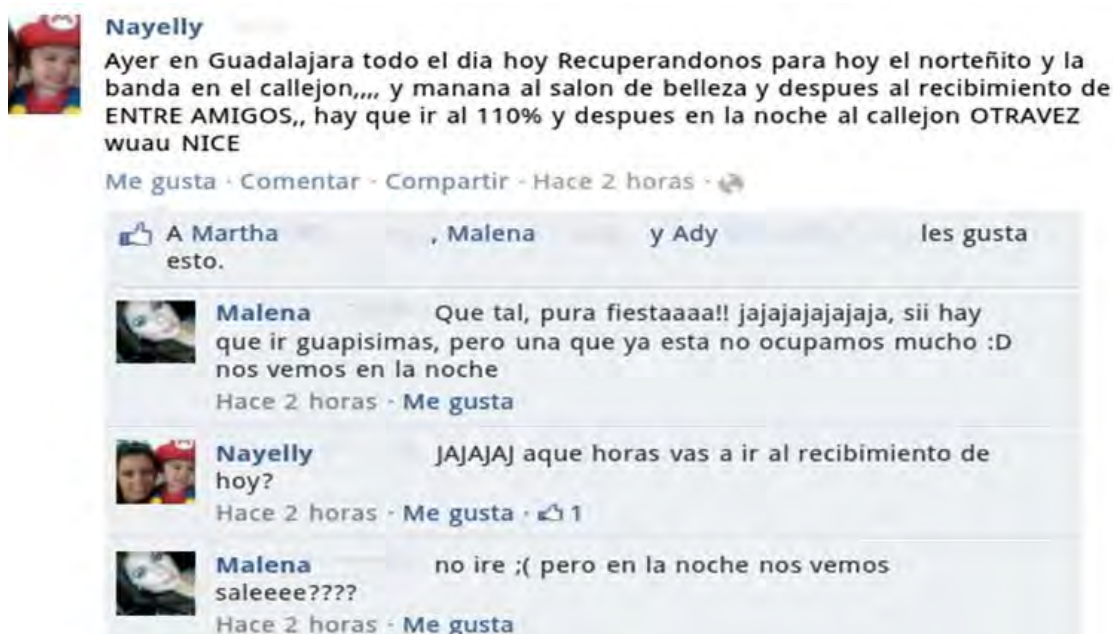 Nayelly
Ayer en Guadalajara todo el dia hoy Recuperandonos para hoy el norteñito y la
banda en el callejon,,,, y manana al salon de belleza y despues al recibimiento de
ENTRE AMIGOS,, hay que ir al 110% y despues en la noche al callejon OTRAVEZ
wuau NICE
Me gusta · Comentar · Compartir · Hace 2 horas ·
A Martha , Malena y Ady les gusta
esto.
Malena Que tal, pura fiestaaaa!! jajajajajajaja, sii hay
que ir guapisimas, pero una que ya esta no ocupamos mucho :D
nos vemos en la noche
Hace 2 horas · Me gusta
Nayelly JAJAJAJ aque horas vas a ir al recibimiento de
hoy?
Hace 2 horas · Me gusta · 1
Malena no ire ;( pero en la noche nos vemos
saleeee????
Hace 2 horas · Me gusta